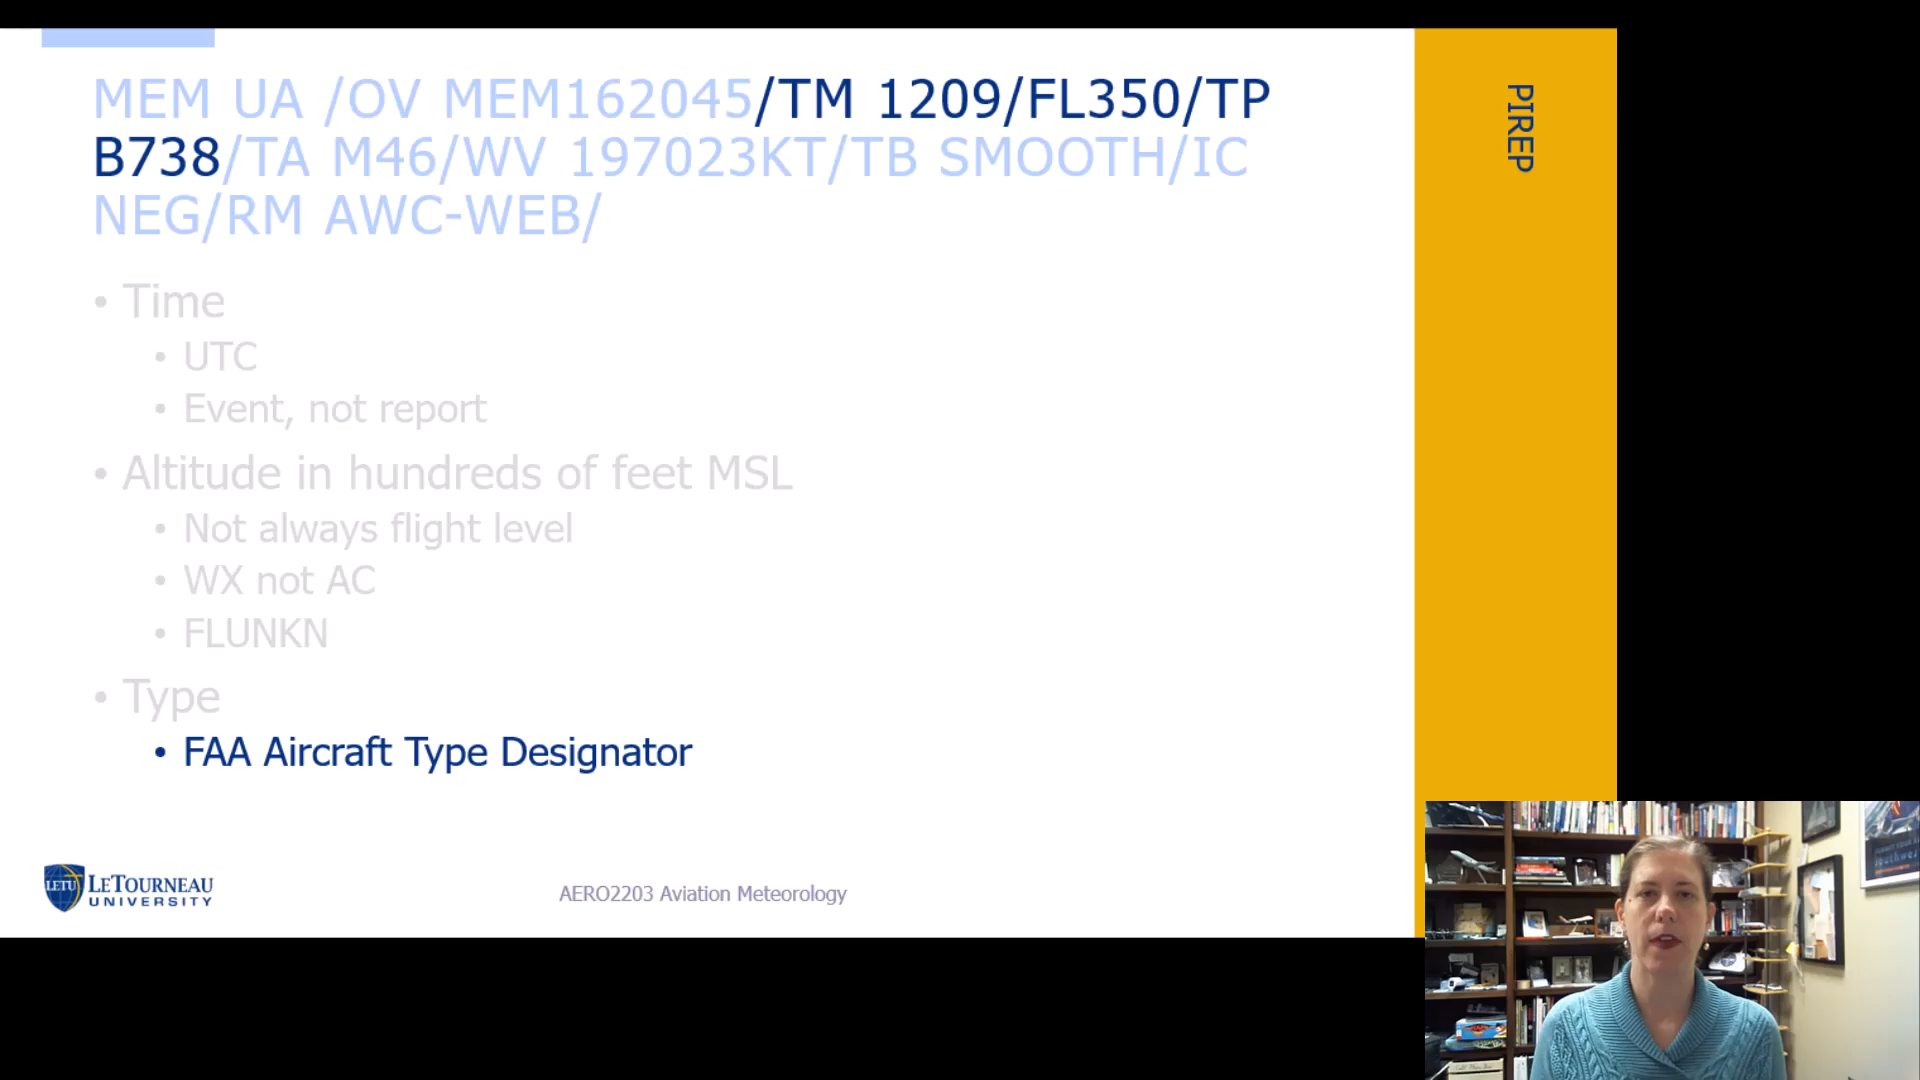 MEM UA /OV MEM162045/TM 1209/FL350/TP
B738/TA M46/WV 197023KT/TB SMOOTH/IC
NEG/RM AWC-WEB/
PIREP
• Time
• UTC
• Event, not report
• Altitude in hundreds of feet MSL
• Not always flight level
• WX not AC
• FLUNKN
• Type
• FAA Aircraft Type Designator
LETU
LETOURNEAU
UNIVERSITY
AERO2203 Aviation Meteorology